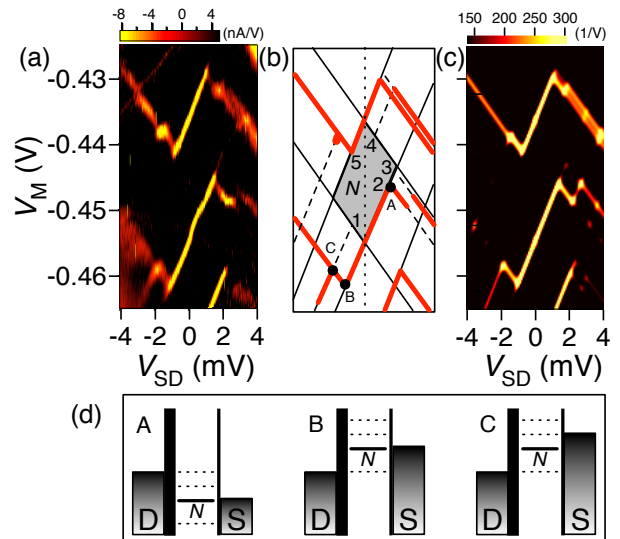 -8 -4 0 4 (nA/V)
150 200 250 300 (1/V)
(a) (b) (c)
-0.43
-0.44
-0.45
-0.46
V_M (V)
5 4 3 2 1 N A B C
-4 -2 0 2 4
V_SD (mV)
-4 -2 0 2 4
V_SD (mV)
(d)
A B C
N N N
D S D S D S